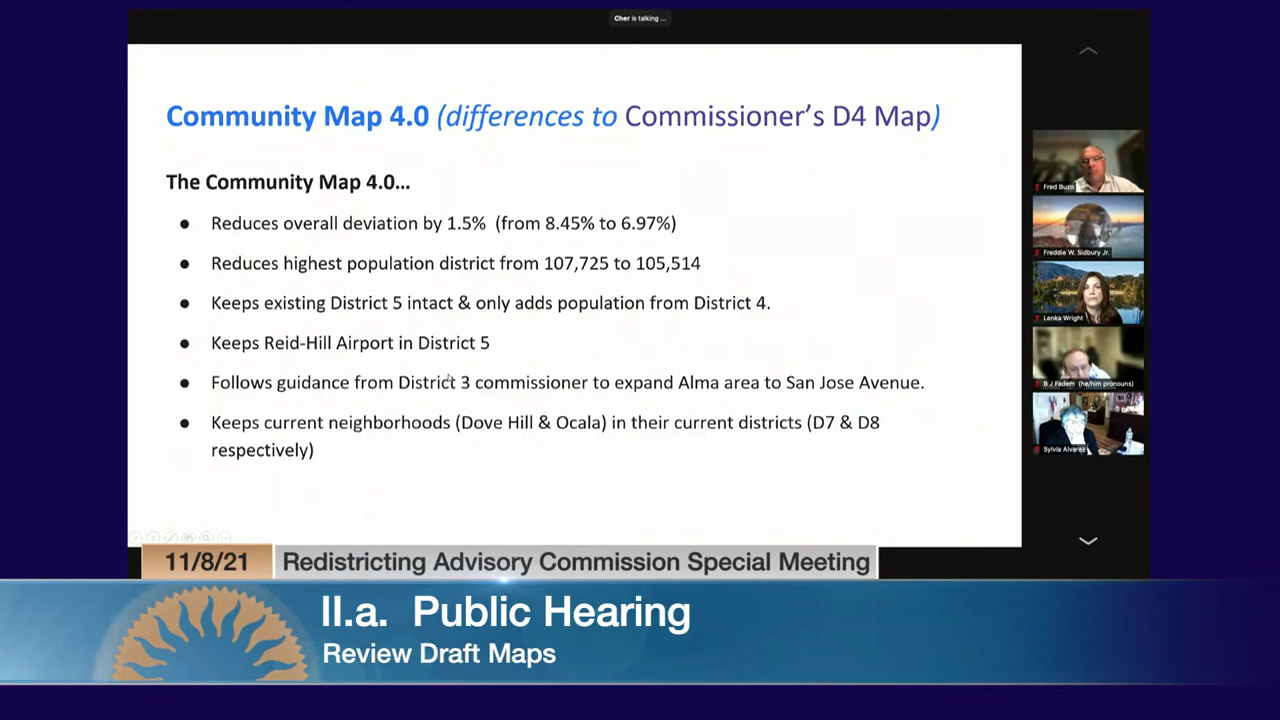 Cher is talking ...
Community Map 4.0 (differences to Commissioner's D4 Map)
The Community Map 4.0...
● Reduces overall deviation by 1.5% (from 8.45% to 6.97%)
● Reduces highest population district from 107,725 to 105,514
● Keeps existing District 5 intact & only adds population from District 4.
● Keeps Reid-Hill Airport in District 5
● Follows guidance from District 3 commissioner to expand Alma area to San Jose Avenue.
● Keeps current neighborhoods (Dove Hill & Ocala) in their current districts (D7 & D8
respectively)
Fred Buzo
Freddie W. Sidbury Jr.
Lenka Wright
B J Fadem (he/him pronouns)
Sylvia Alvarez
11/8/21 Redistricting Advisory Commission Special Meeting
II.a. Public Hearing
Review Draft Maps